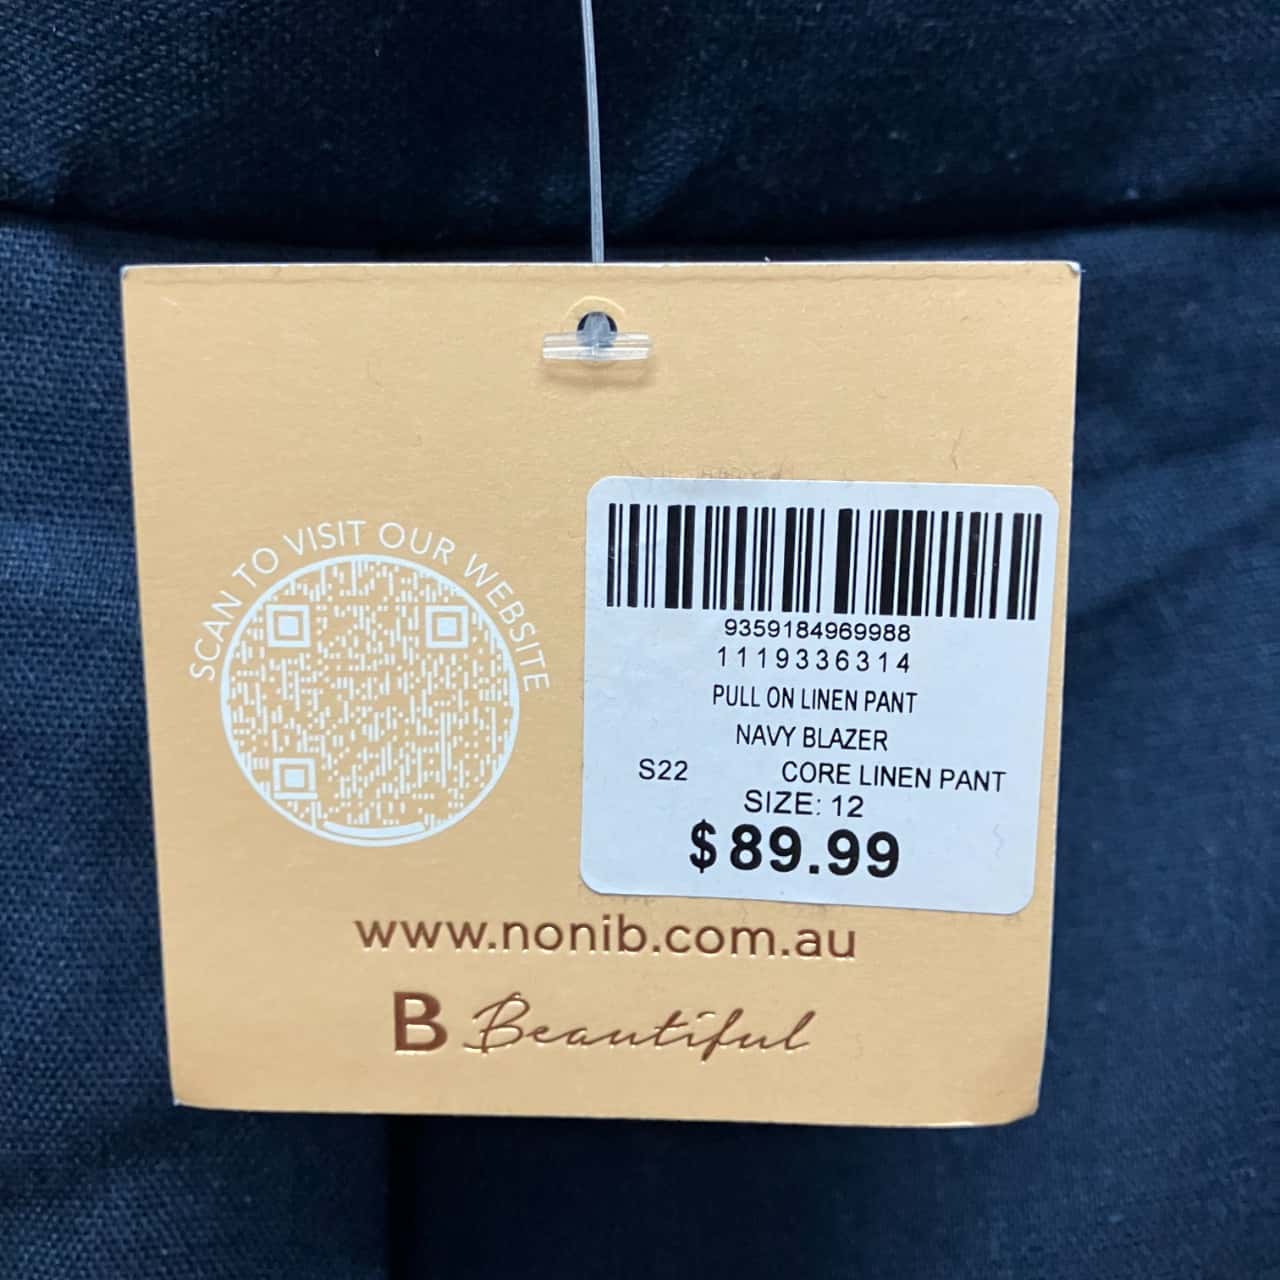 SCAN TO VISIT OUR WEBSITE
9359184969988
1119336314
PULL ON LINEN PANT
NAVY BLAZER
S22 CORE LINEN PANT
SIZE: 12
$89.99
www.nonib.com.au
B Beautiful